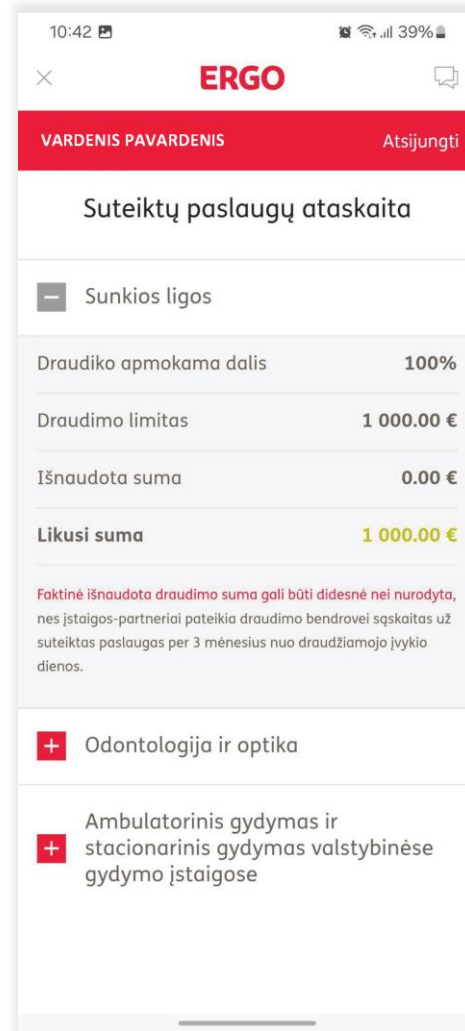 10:42 39%
ERGO
VARDENIS PAVARDENIS Atsijungti
Suteiktų paslaugų ataskaita
Sunkios ligos
Draudiko apmokama dalis 100%
Draudimo limitas 1 000.00 €
Išnaudota suma 0.00 €
Likusi suma 1 000.00 €
Faktinė išnaudota draudimo suma gali būti didesnė nei nurodyta,
nes įstaigos-partneriai pateikia draudimo bendrovei sąskaitas už
suteiktas paslaugas per 3 mėnesius nuo draudžiamojo įvykio
dienos.
Odontologija ir optika
Ambulatorinis gydymas ir
stacionarinis gydymas valstybinėse
gydymo įstaigose